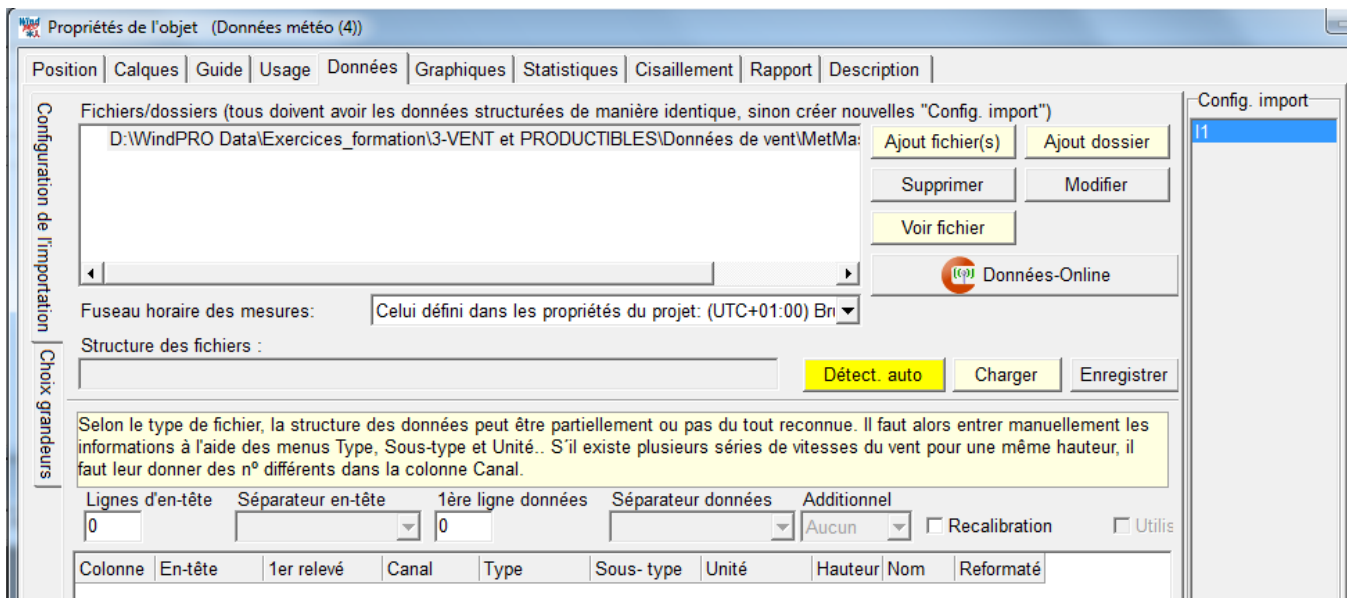 Propriétés de l'objet (Données météo (4))
Position Calques Guide Usage Données Graphiques Statistiques Cisaillement Rapport Description
Configuration de l'importation
Choix grandeurs
Fichiers/dossiers (tous doivent avoir les données structurées de manière identique, sinon créer nouvelles "Config. import")
D:\WindPRO Data\Exercices_formation\3-VENT et PRODUCTIBLES\Données de vent\MetMas
Ajout fichier(s) Ajout dossier
Supprimer Modifier
Voir fichier
Données-Online
Config. import
I1
Fuseau horaire des mesures: Celui défini dans les propriétés du projet: (UTC+01:00) Bru
Structure des fichiers :
Détect. auto Charger Enregistrer
Selon le type de fichier, la structure des données peut être partiellement ou pas du tout reconnue. Il faut alors entrer manuellement les
informations à l'aide des menus Type, Sous-type et Unité.. S´il existe plusieurs séries de vitesses du vent pour une même hauteur, il
faut leur donner des nº différents dans la colonne Canal.
Lignes d'en-tête Séparateur en-tête 1ère ligne données Séparateur données Additionnel
0 0 Aucun Recalibration Utilis
Colonne En-tête 1er relevé Canal Type Sous- type Unité Hauteur Nom Reformaté